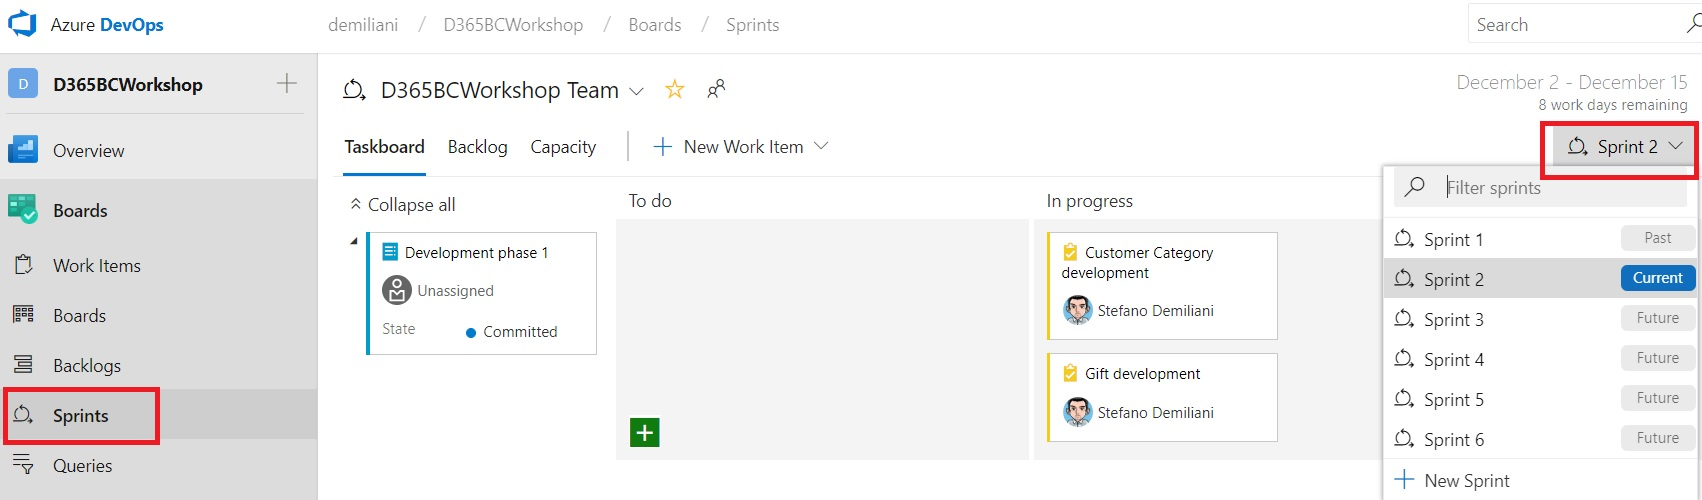 Azure DevOps
demiliani / D365BCWorkshop / Boards / Sprints
Search
D D365BCWorkshop
Overview
Boards
Work Items
Boards
Backlogs
Sprints
Queries
D365BCWorkshop Team
December 2 - December 15
8 work days remaining
Taskboard Backlog Capacity New Work Item
Sprint 2
Collapse all
To do
In progress
Development phase 1
Unassigned
State Committed
Customer Category
development
Stefano Demiliani
Gift development
Stefano Demiliani
Filter sprints
Sprint 1 Past
Sprint 2 Current
Sprint 3 Future
Sprint 4 Future
Sprint 5 Future
Sprint 6 Future
New Sprint